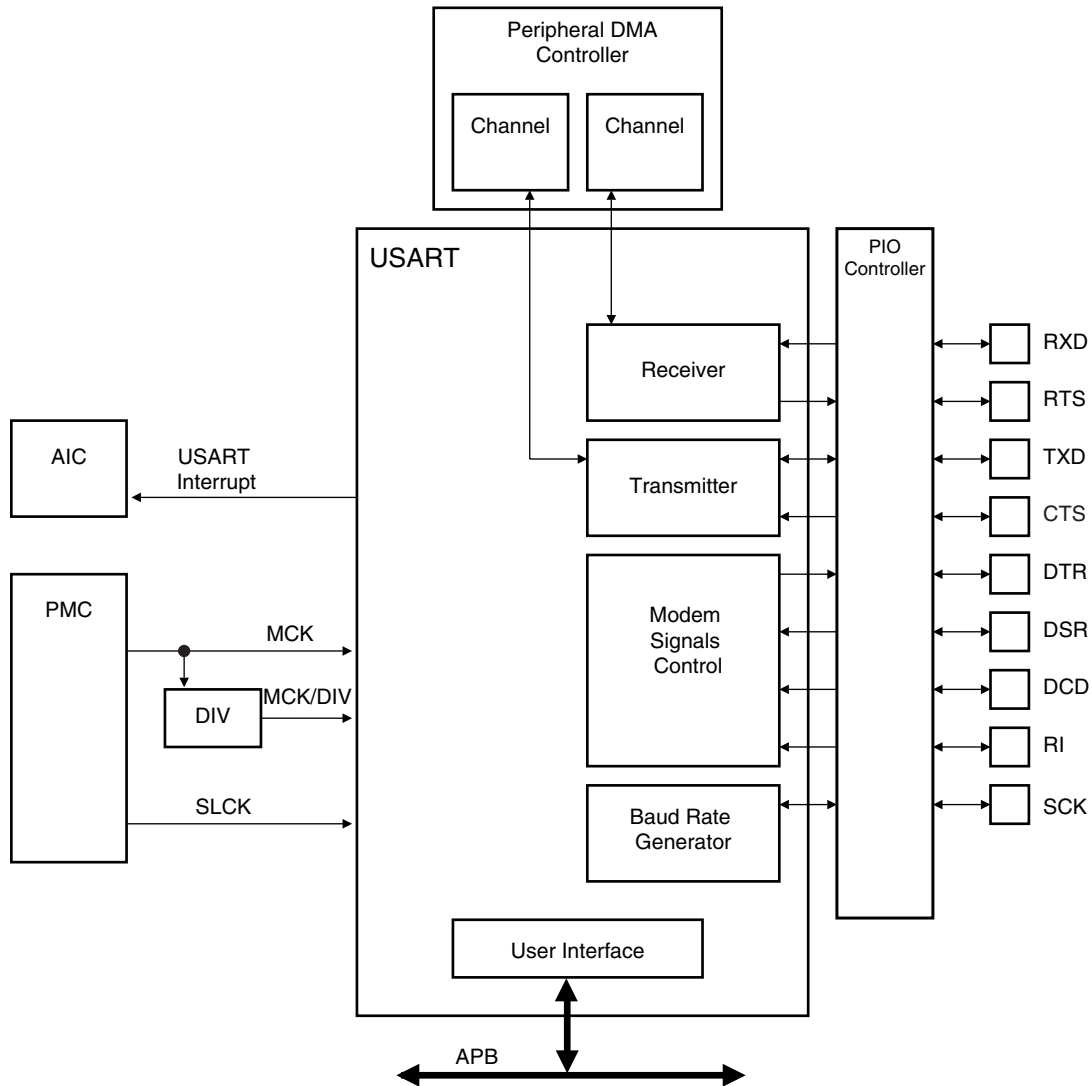 Peripheral DMA
Controller
Channel
Channel
USART
PIO
Controller
Receiver
RXD
RTS
AIC
USART
Interrupt
Transmitter
TXD
CTS
PMC
MCK
DIV
MCK/DIV
SLCK
Modem
Signals
Control
DTR
DSR
DCD
RI
Baud Rate
Generator
SCK
User Interface
APB